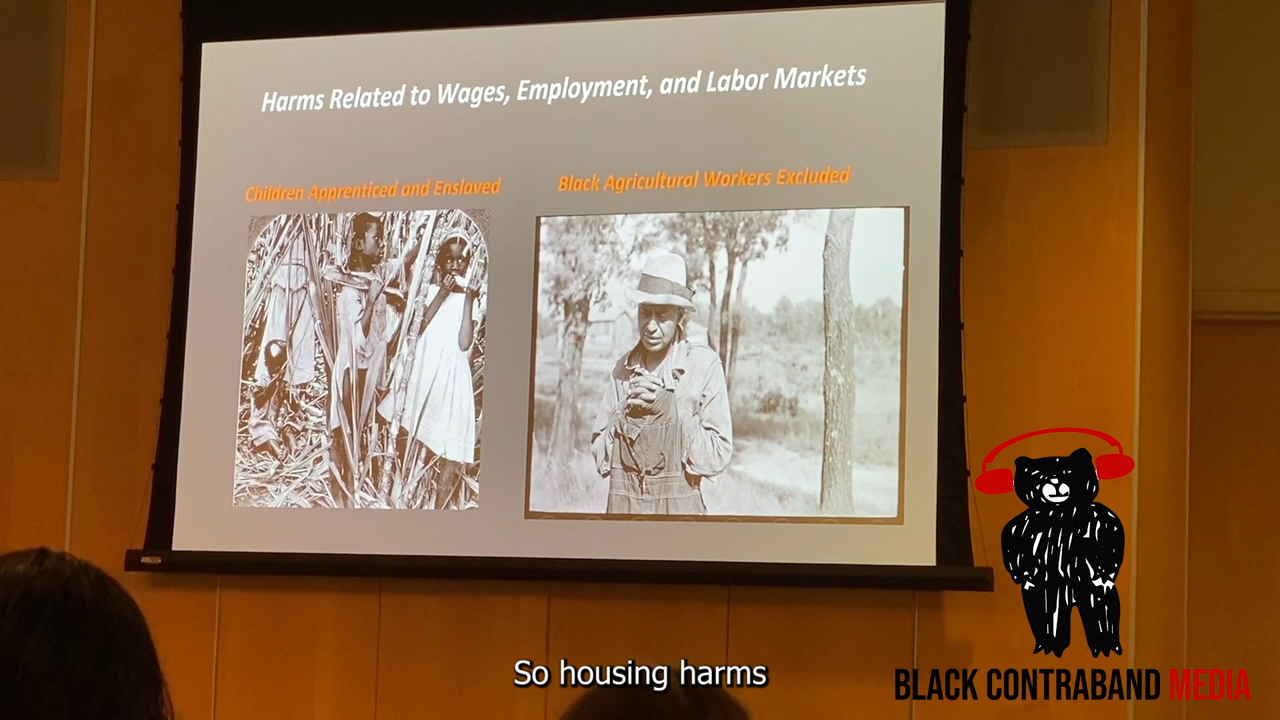 Harms Related to Wages, Employment, and Labor Markets
Children Apprenticed and Enslaved
Black Agricultural Workers Excluded
So housing harms
BLACK CONTRABAND MEDIA